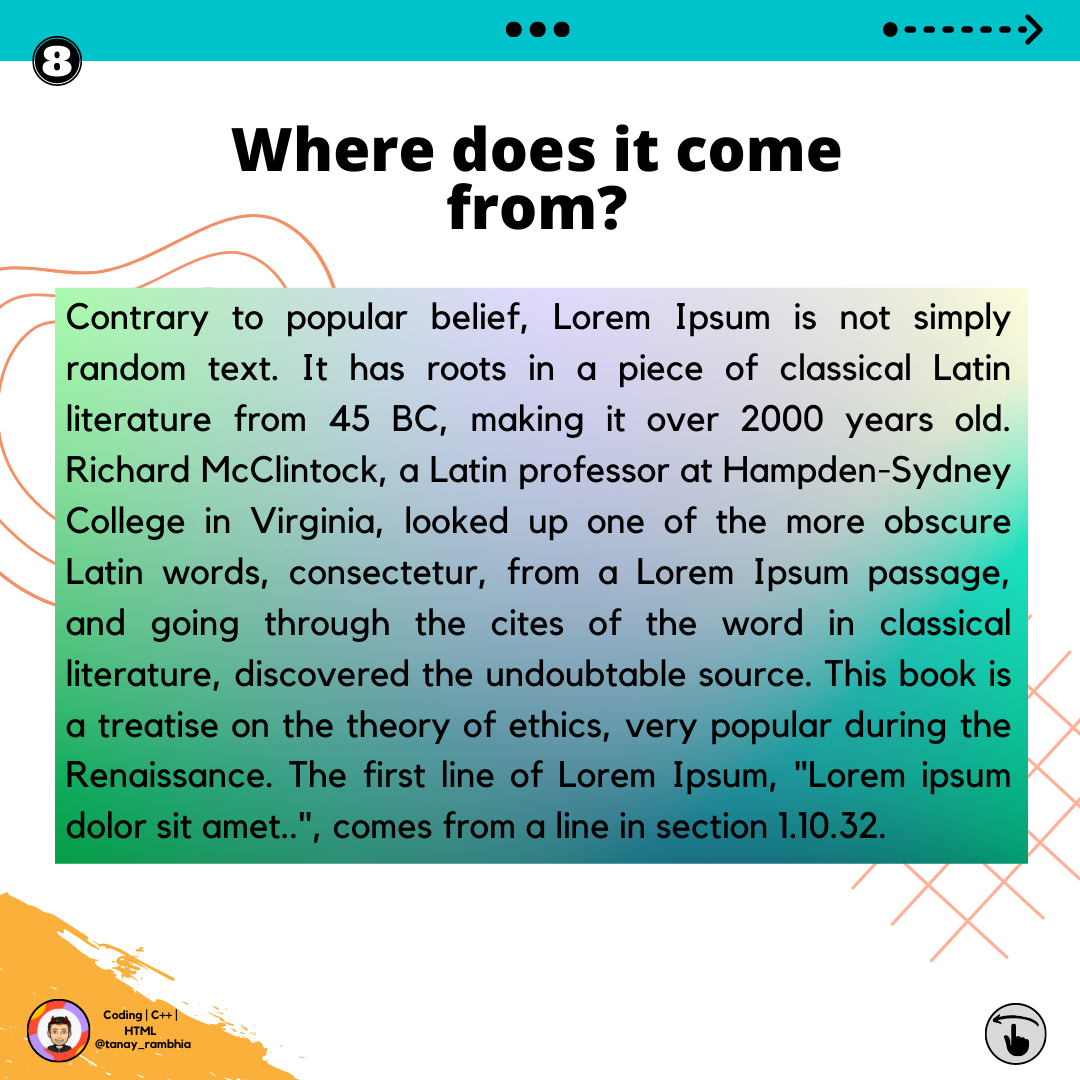 8
Where does it come
from?
Contrary to popular belief, Lorem Ipsum is not simply
random text. It has roots in a piece of classical Latin
literature from 45 BC, making it over 2000 years old.
Richard McClintock, a Latin professor at Hampden-Sydney
College in Virginia, looked up one of the more obscure
Latin words, consectetur, from a Lorem Ipsum passage,
and going through the cites of the word in classical
literature, discovered the undoubtable source. This book is
a treatise on the theory of ethics, very popular during the
Renaissance. The first line of Lorem Ipsum, "Lorem ipsum
dolor sit amet..", comes from a line in section 1.10.32.
Coding | C++ |
HTML
@tanay_rambhia